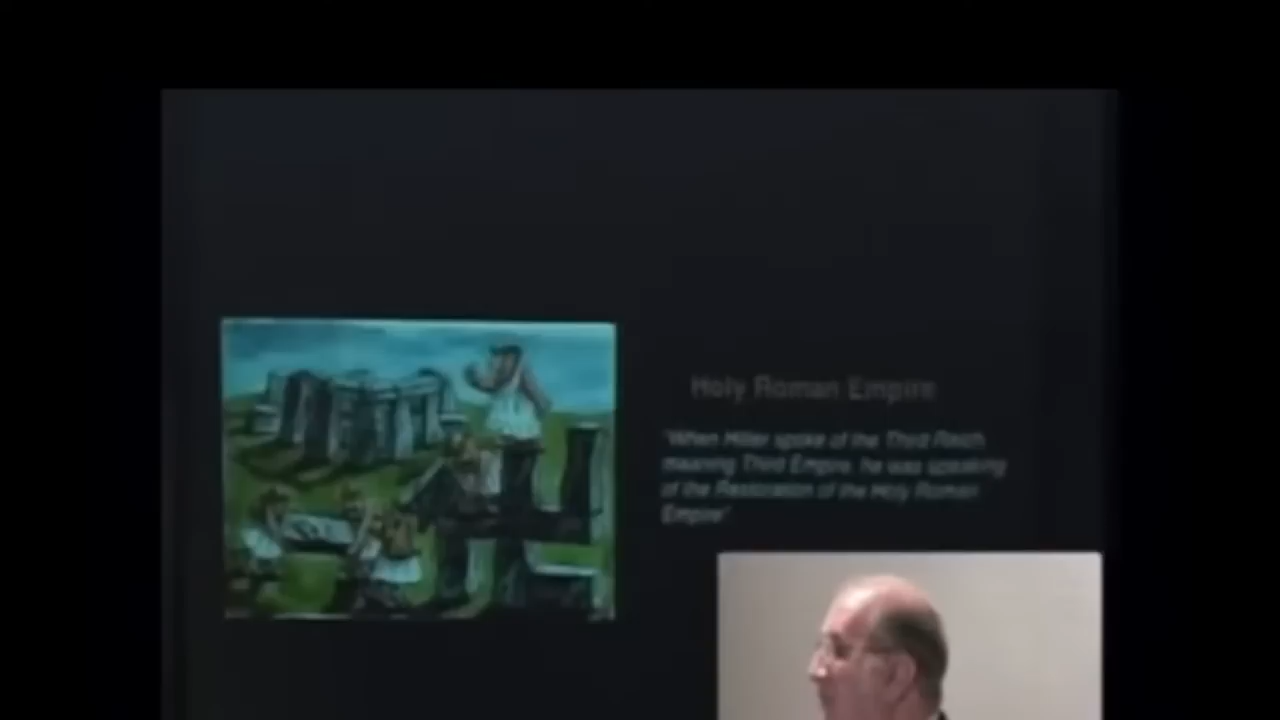 Holy Roman Empire
"When Hitler spoke of the Third Reich
meaning Third Empire, he was speaking
of the Restoration of the Holy Roman
Empire"